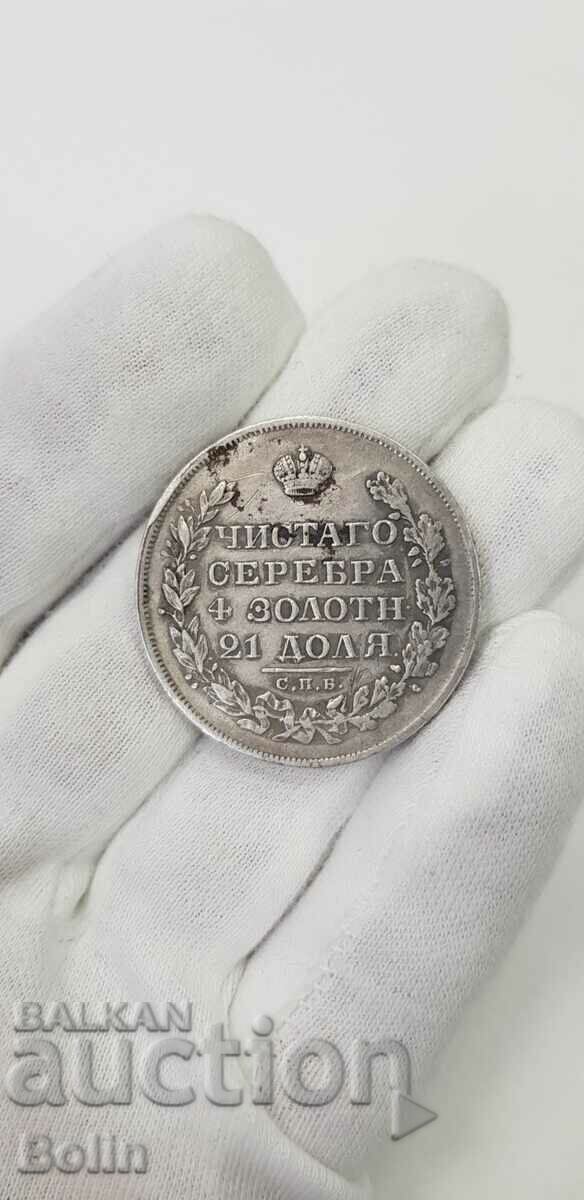 ЧИСТАГО
СЕРЕБРА
4 ЗОЛОТН.
21 ДОЛЯ.
С.П.Б.
BALKAN
auction
Bolin